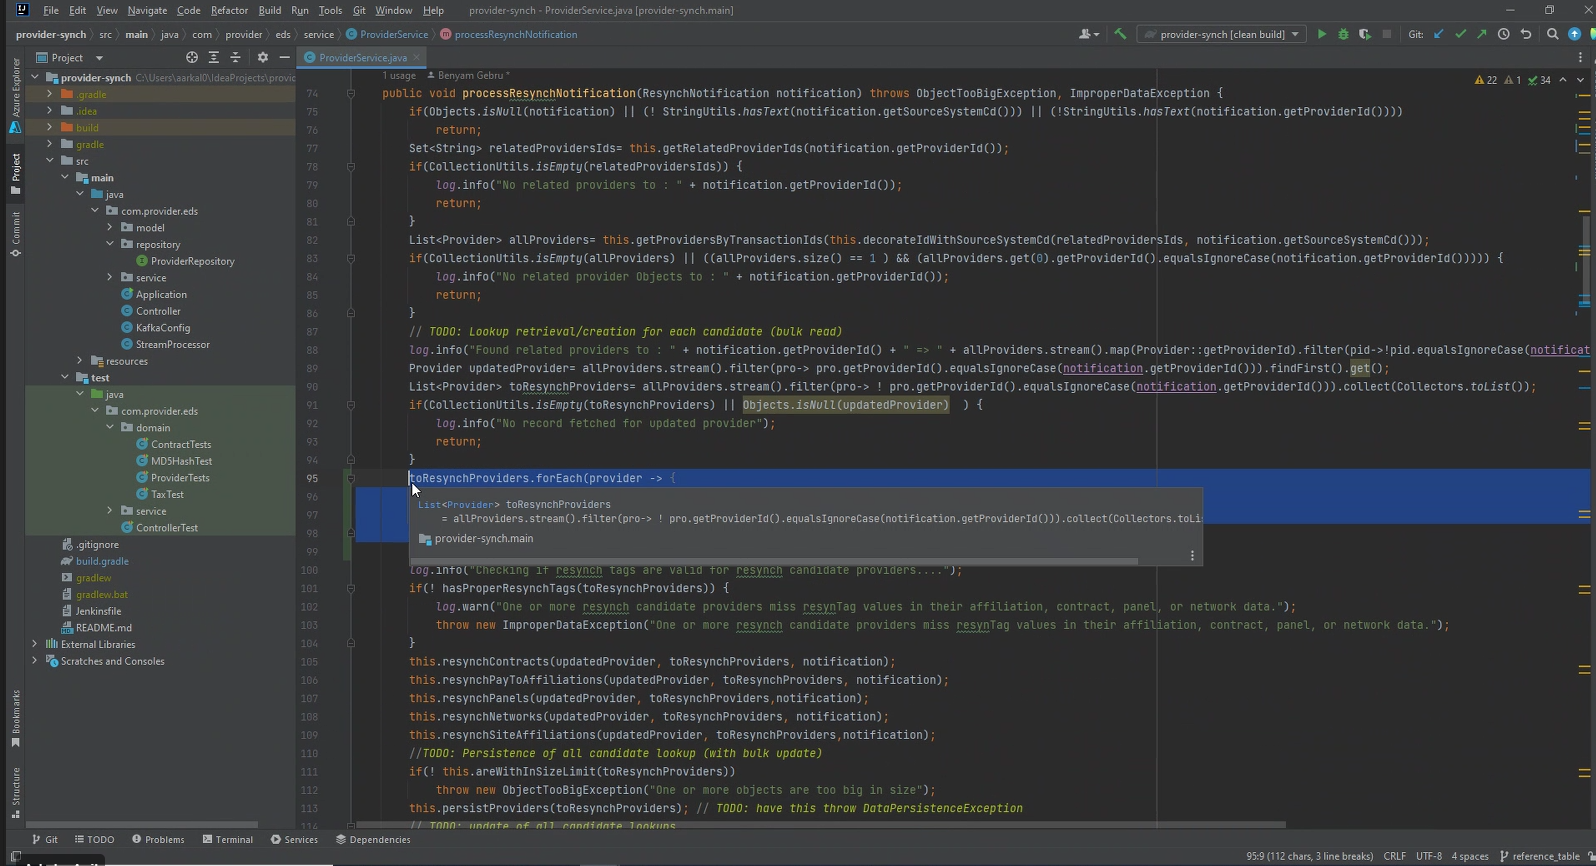 File Edit View Navigate Code Refactor Build Run Tools Git Window Help provider-synch - ProviderService.java [provider-synch.main]
provider-synch src main java com provider eds service ProviderService processResynchNotification provider-synch [clean build] Git:
Project
ProviderService.java
provider-synch C:\Users\aarkal0\IdeaProjects\provid
.gradle
.idea
build
gradle
src
main
java
com.provider.eds
model
repository
ProviderRepository
service
Application
Controller
KafkaConfig
StreamProcessor
resources
test
java
com.provider.eds
domain
ContractTests
MD5HashTest
ProviderTests
TaxTest
service
ControllerTest
.gitignore
build.gradle
gradlew
gradlew.bat
Jenkinsfile
README.md
External Libraries
Scratches and Consoles
Azure Explorer
Project
Commit
Bookmarks
Structure
1 usage Benyam Gebru *
22 1 34
74 public void processResynchNotification(ResynchNotification notification) throws ObjectTooBigException, ImproperDataException {
75 if(Objects.isNull(notification) || (! StringUtils.hasText(notification.getSourceSystemCd())) || (!StringUtils.hasText(notification.getProviderId())))
76 return;
77 Set<String> relatedProvidersIds= this.getRelatedProviderIds(notification.getProviderId());
78 if(CollectionUtils.isEmpty(relatedProvidersIds)) {
79 log.info("No related providers to : " + notification.getProviderId());
80 return;
81 }
82 List<Provider> allProviders= this.getProvidersByTransactionIds(this.decorateIdWithSourceSystemCd(relatedProvidersIds, notification.getSourceSystemCd()));
83 if(CollectionUtils.isEmpty(allProviders) || ((allProviders.size() == 1 ) && (allProviders.get(0).getProviderId().equalsIgnoreCase(notification.getProviderId())))) {
84 log.info("No related provider Objects to : " + notification.getProviderId());
85 return;
86 }
87 // TODO: Lookup retrieval/creation for each candidate (bulk read)
88 log.info("Found related providers to : " + notification.getProviderId() + " => " + allProviders.stream().map(Provider::getProviderId).filter(pid->!pid.equalsIgnoreCase(notificat
89 Provider updatedProvider= allProviders.stream().filter(pro-> pro.getProviderId().equalsIgnoreCase(notification.getProviderId())).findFirst().get();
90 List<Provider> toResynchProviders= allProviders.stream().filter(pro-> ! pro.getProviderId().equalsIgnoreCase(notification.getProviderId())).collect(Collectors.toList());
91 if(CollectionUtils.isEmpty(toResynchProviders) || Objects.isNull(updatedProvider) ) {
92 log.info("No record fetched for updated provider");
93 return;
94 }
95 toResynchProviders.forEach(provider -> {
96
List<Provider> toResynchProviders
97
= allProviders.stream().filter(pro-> ! pro.getProviderId().equalsIgnoreCase(notification.getProviderId())).collect(Collectors.toLis
98
provider-synch.main
99
100 log.info("Checking if resynch tags are valid for resynch candidate providers....");
101 if(! hasProperResynchTags(toResynchProviders)) {
102 log.warn("One or more resynch candidate providers miss resynTag values in their affiliation, contract, panel, or network data.");
103 throw new ImproperDataException("One or more resynch candidate providers miss resynTag values in their affiliation, contract, panel, or network data.");
104 }
105 this.resynchContracts(updatedProvider, toResynchProviders, notification);
106 this.resynchPayToAffiliations(updatedProvider, toResynchProviders, notification);
107 this.resynchPanels(updatedProvider, toResynchProviders,notification);
108 this.resynchNetworks(updatedProvider, toResynchProviders, notification);
109 this.resynchSiteAffiliations(updatedProvider, toResynchProviders,notification);
110 //TODO: Persistence of all candidate lookup (with bulk update)
111 if(! this.areWithInSizeLimit(toResynchProviders))
112 throw new ObjectTooBigException("One or more objects are too big in size");
113 this.persistProviders(toResynchProviders); // TODO: have this throw DataPersistenceException
114 // TODO: update of all candidate lookups
Git TODO Problems Terminal Services Dependencies
95:9 (112 chars, 3 line breaks) CRLF UTF-8 4 spaces reference_table